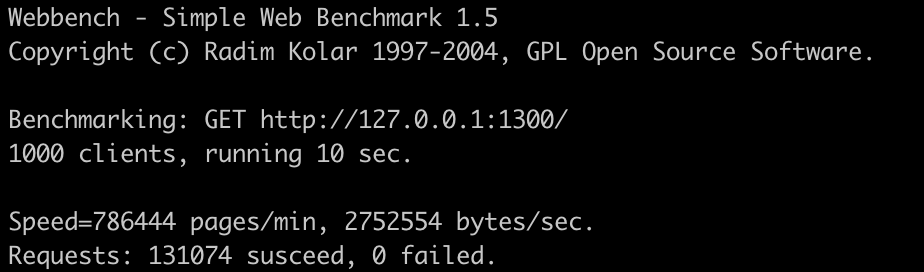 Webbench - Simple Web Benchmark 1.5
Copyright (c) Radim Kolar 1997-2004, GPL Open Source Software.
Benchmarking: GET http://127.0.0.1:1300/
1000 clients, running 10 sec.
Speed=786444 pages/min, 2752554 bytes/sec.
Requests: 131074 susceed, 0 failed.